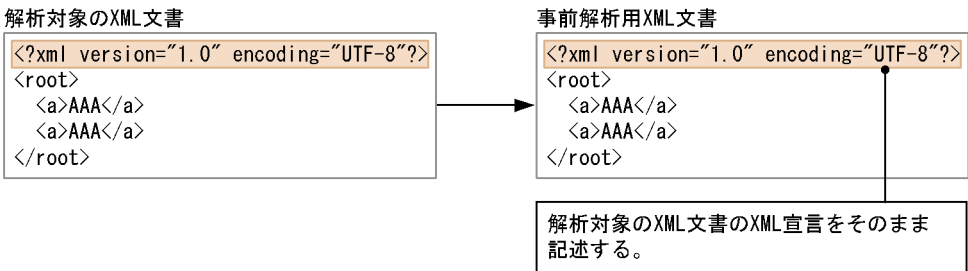 解析対象のXML文書
<?xml version="1.0" encoding="UTF-8"?>
<root>
  <a>AAA</a>
  <a>AAA</a>
</root>
事前解析用XML文書
<?xml version="1.0" encoding="UTF-8"?>
<root>
  <a>AAA</a>
  <a>AAA</a>
</root>
解析対象のXML文書のXML宣言をそのまま
記述する。